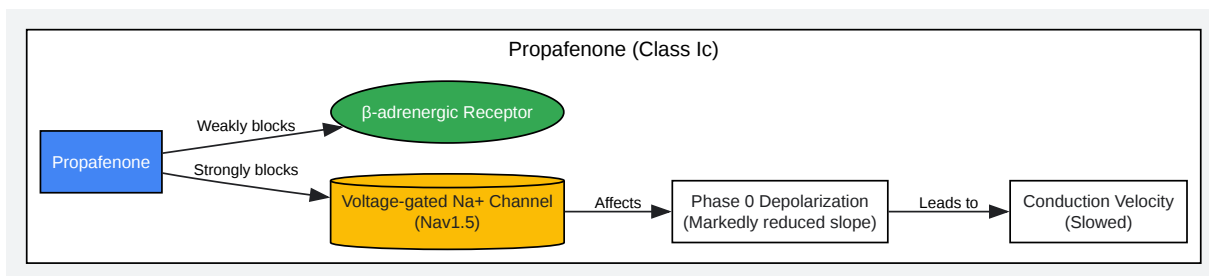 Propafenone (Class Ic)
β-adrenergic Receptor
Weakly blocks
Propafenone
Strongly blocks
Voltage-gated Na+ Channel
(Nav1.5)
Affects
Phase 0 Depolarization
(Markedly reduced slope)
Leads to
Conduction Velocity
(Slowed)